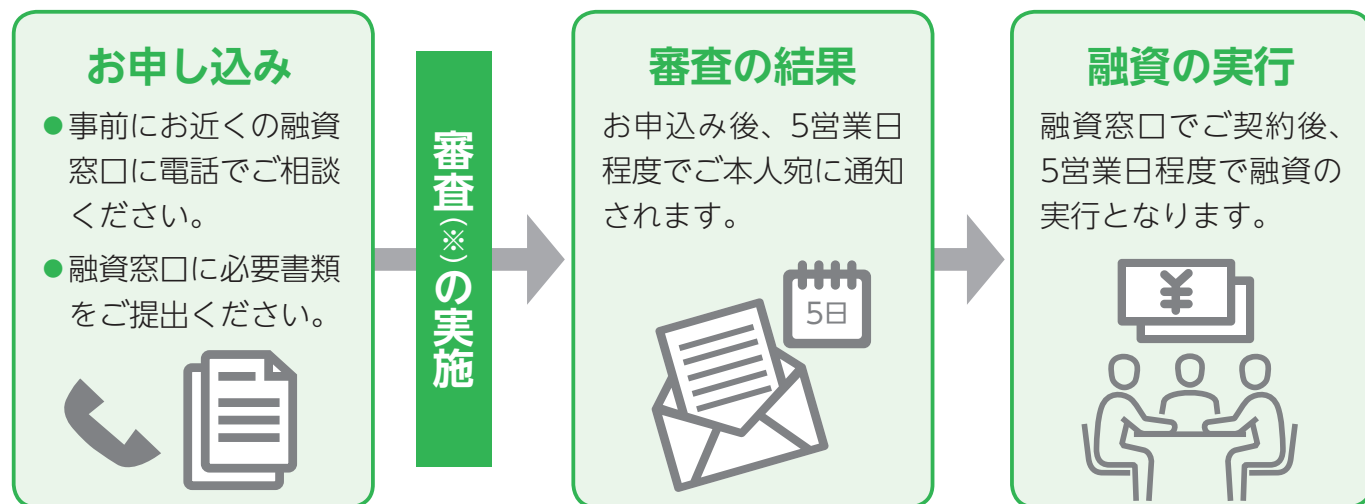 お申し込み
●事前にお近くの融資
窓口に電話でご相談
ください。
●融資窓口に必要書類
をご提出ください。
審査(※)の実施
審査の結果
お申込み後、5営業日
程度でご本人宛に通知
されます。
5日
融資の実行
融資窓口でご契約後、
5営業日程度で融資の
実行となります。
¥